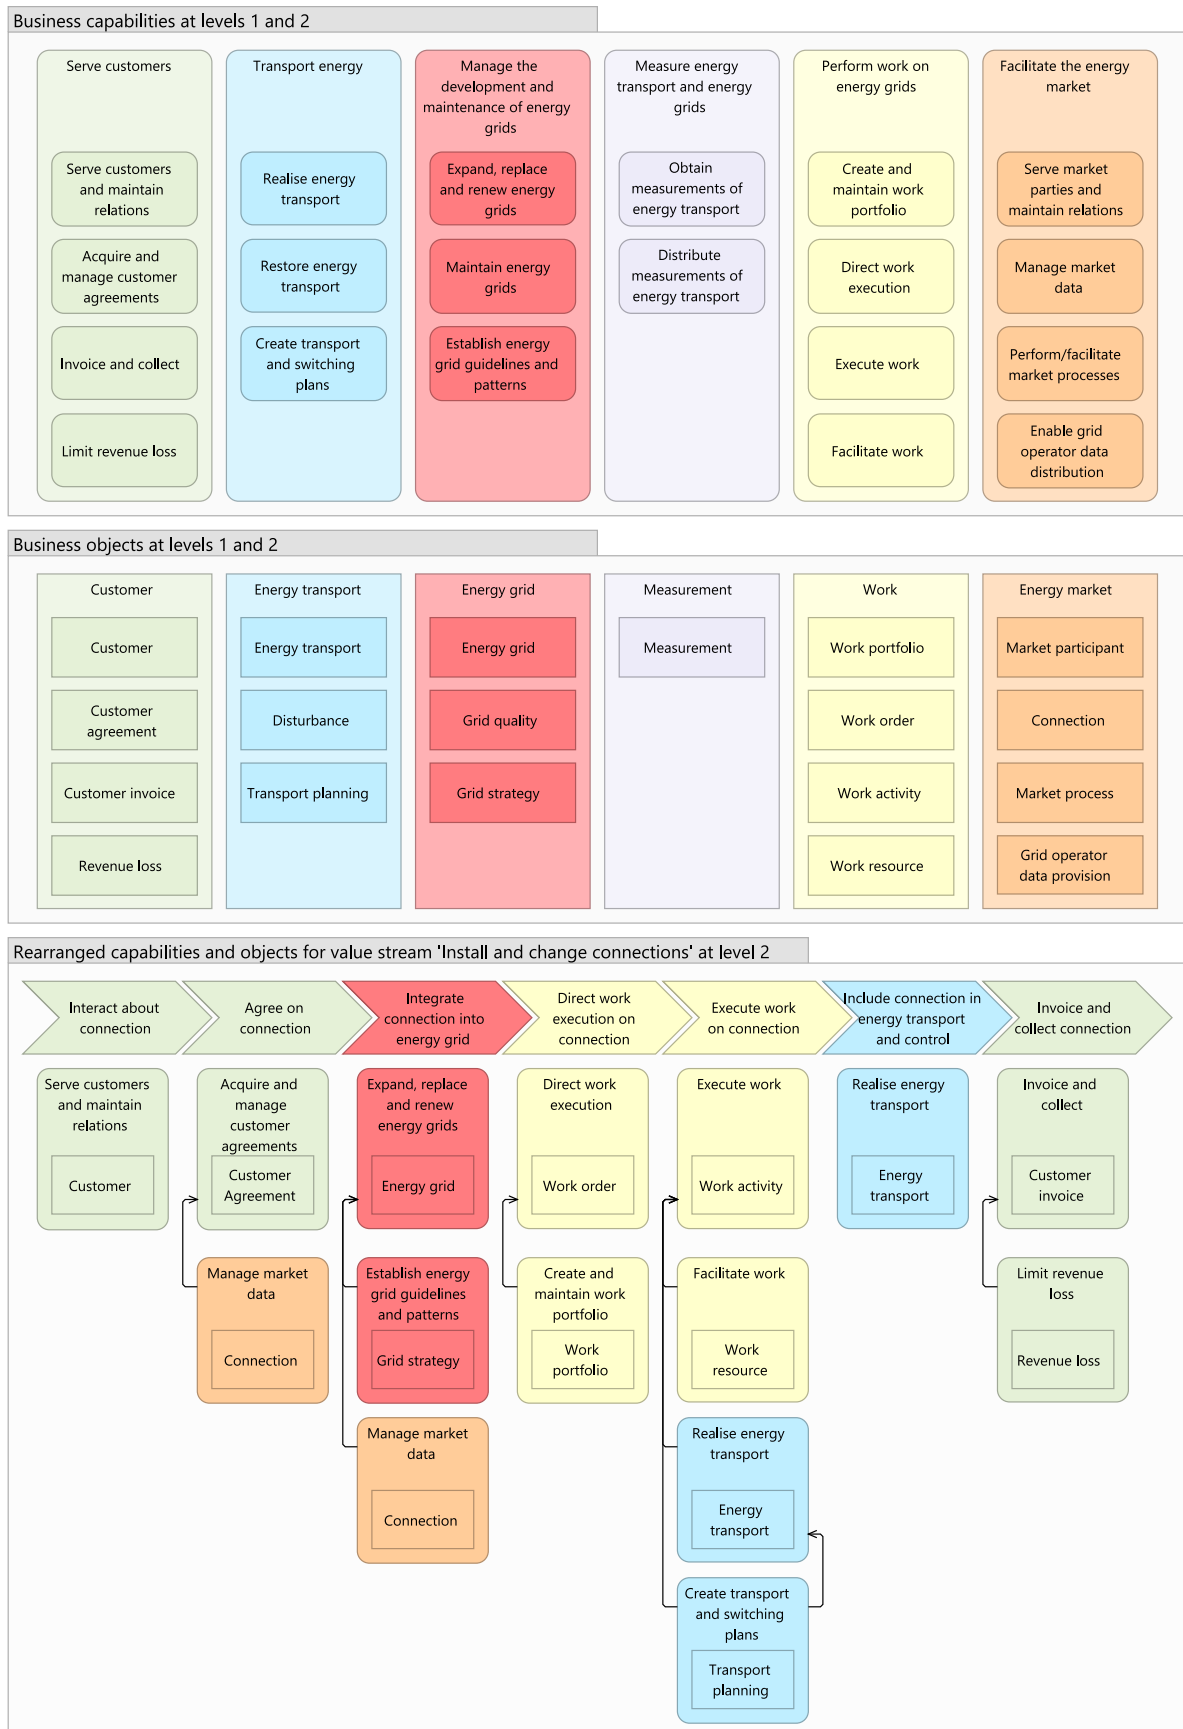 Business capabilities at levels 1 and 2
Serve customers
Serve customers
and maintain
relations
Acquire and
manage customer
agreements
Invoice and collect
Limit revenue loss
Transport energy
Realise energy
transport
Restore energy
transport
Create transport
and switching
plans
Manage the
development and
maintenance of energy
grids
Expand, replace
and renew energy
grids
Maintain energy
grids
Establish energy
grid guidelines and
patterns
Measure energy
transport and energy
grids
Obtain
measurements of
energy transport
Distribute
measurements of
energy transport
Perform work on
energy grids
Create and
maintain work
portfolio
Direct work
execution
Execute work
Facilitate work
Facilitate the energy
market
Serve market
parties and
maintain relations
Manage market
data
Perform/facilitate
market processes
Enable grid
operator data
distribution
Business objects at levels 1 and 2
Customer
Customer
Customer
agreement
Customer invoice
Revenue loss
Energy transport
Energy transport
Disturbance
Transport planning
Energy grid
Energy grid
Grid quality
Grid strategy
Measurement
Measurement
Work
Work portfolio
Work order
Work activity
Work resource
Energy market
Market participant
Connection
Market process
Grid operator
data provision
Rearranged capabilities and objects for value stream 'Install and change connections' at level 2
Interact about
connection
Agree on
connection
Integrate
connection into
energy grid
Direct work
execution on
connection
Execute work
on connection
Include connection in
energy transport
and control
Invoice and
collect connection
Serve customers
and maintain
relations
Customer
Acquire and
manage
customer
agreements
Customer
Agreement
Manage market
data
Connection
Expand, replace
and renew
energy grids
Energy grid
Establish energy
grid guidelines
and patterns
Grid strategy
Manage market
data
Connection
Direct work
execution
Work order
Create and
maintain work
portfolio
Work
portfolio
Execute work
Work activity
Facilitate work
Work
resource
Realise energy
transport
Energy
transport
Create transport
and switching
plans
Transport
planning
Realise energy
transport
Energy
transport
Invoice and
collect
Customer
invoice
Limit revenue
loss
Revenue loss